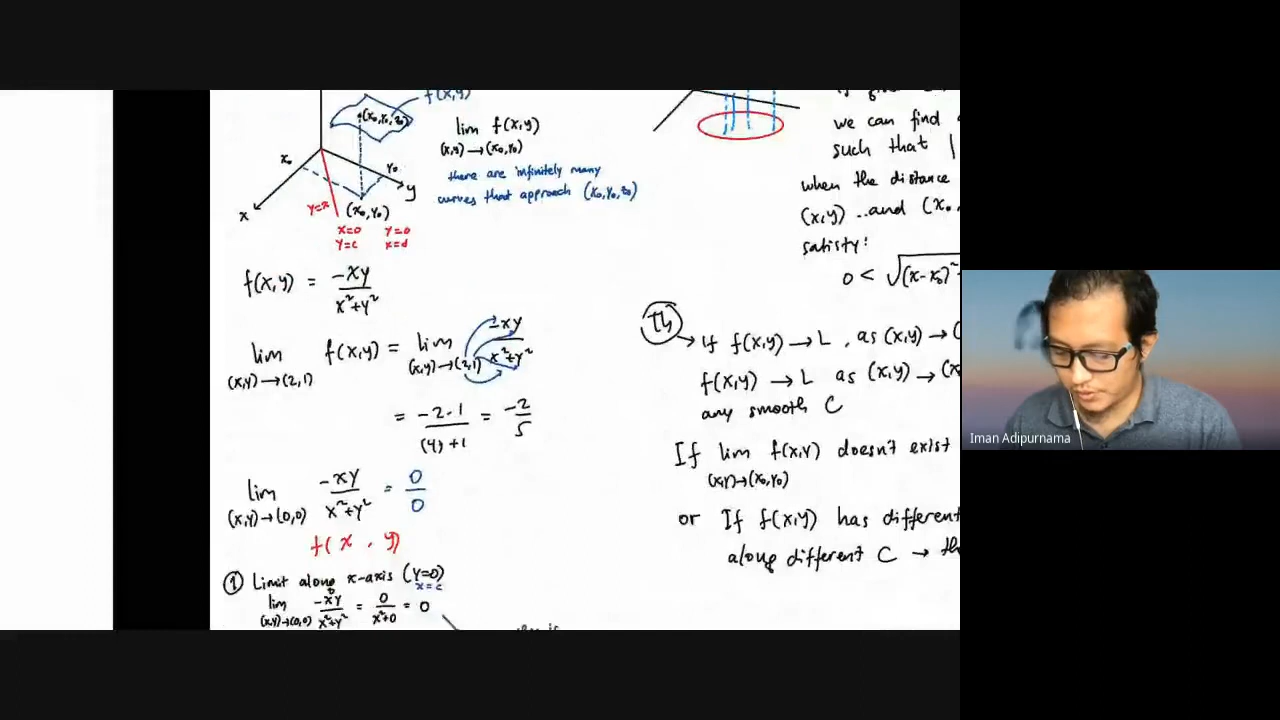 f(x,y)
(x₀,y₀,z₀)
x₀
y₀
y
x
y=x
(x₀,y₀)
x=0 y=0
y=c x=d
lim f(x,y)
(x,y)→(x₀,y₀)
there are infinitely many
curves that approach (x₀,y₀,z₀)
f(x,y) = -xy / x²+y²
lim f(x,y) = lim -xy / x²+y²
(x,y)→(2,1) (x,y)→(2,1)
= -2·1 / (4)+1 = -2/5
lim -xy / x²+y² = 0/0
(x,y)→(0,0)
f( x , y)
① Limit along x-axis (y=0)
x=c
lim -xy / x²+y² = 0 / x²+0 = 0
(x,y)→(0,0)
we can find
such that |
when the distance
(x,y) ..and (x₀,
satisfy:
0 < √(x-x₀)²
Th
→ if f(x,y)→L , as (x,y)→(
f(x,y) → L as (x,y)→(x
any smooth C
If lim f(x,y) doesn't exist
(x,y)→(x₀,y₀)
or If f(x,y) has different
along different C → th
Iman Adipurnama